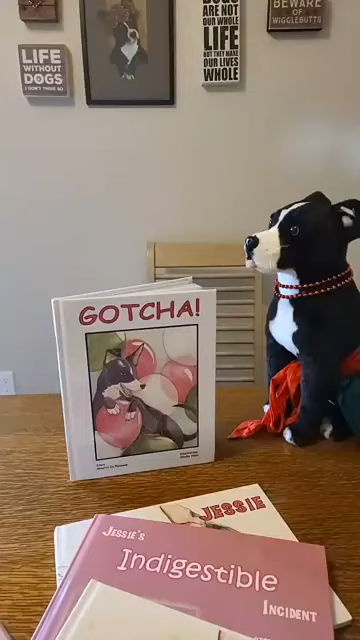 LIFE
WITHOUT
DOGS
I DON'T THINK SO
ARE NOT
OUR WHOLE
LIFE
BUT THEY MAKE
OUR LIVES
WHOLE
BEWARE
OF
WIGGLEBUTTS
GOTCHA!
JESSIE
JESSIE'S
Indigestible
INCIDENT